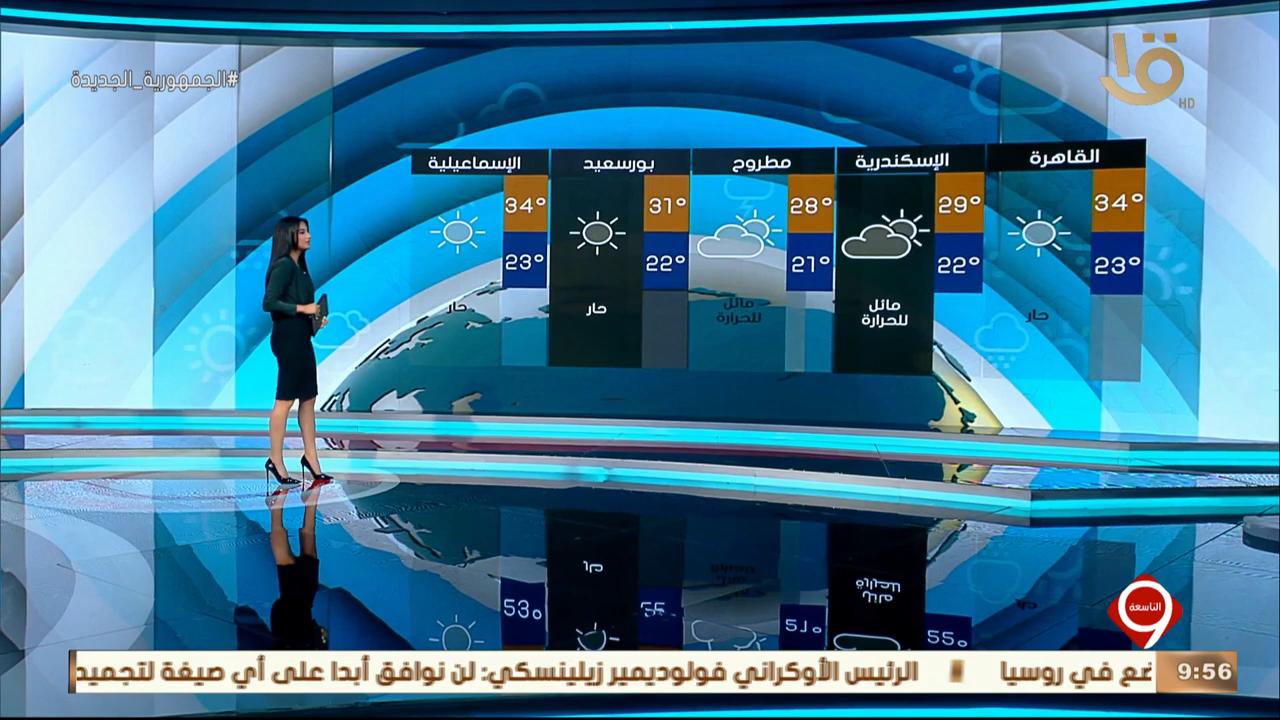 #الجمهورية_الجديدة
HD
القاهرة
34°
23°
حار
الإسكندرية
29°
22°
مائل
للحرارة
مطروح
28°
21°
مائل
للحرارة
بورسعيد
31°
22°
حار
الإسماعيلية
34°
23°
حار
التاسعة
9
9:56
في روسيا
الرئيس الأوكراني فولوديمير زيلينسكي: لن نوافق أبدا على أي صيغة لتجميد